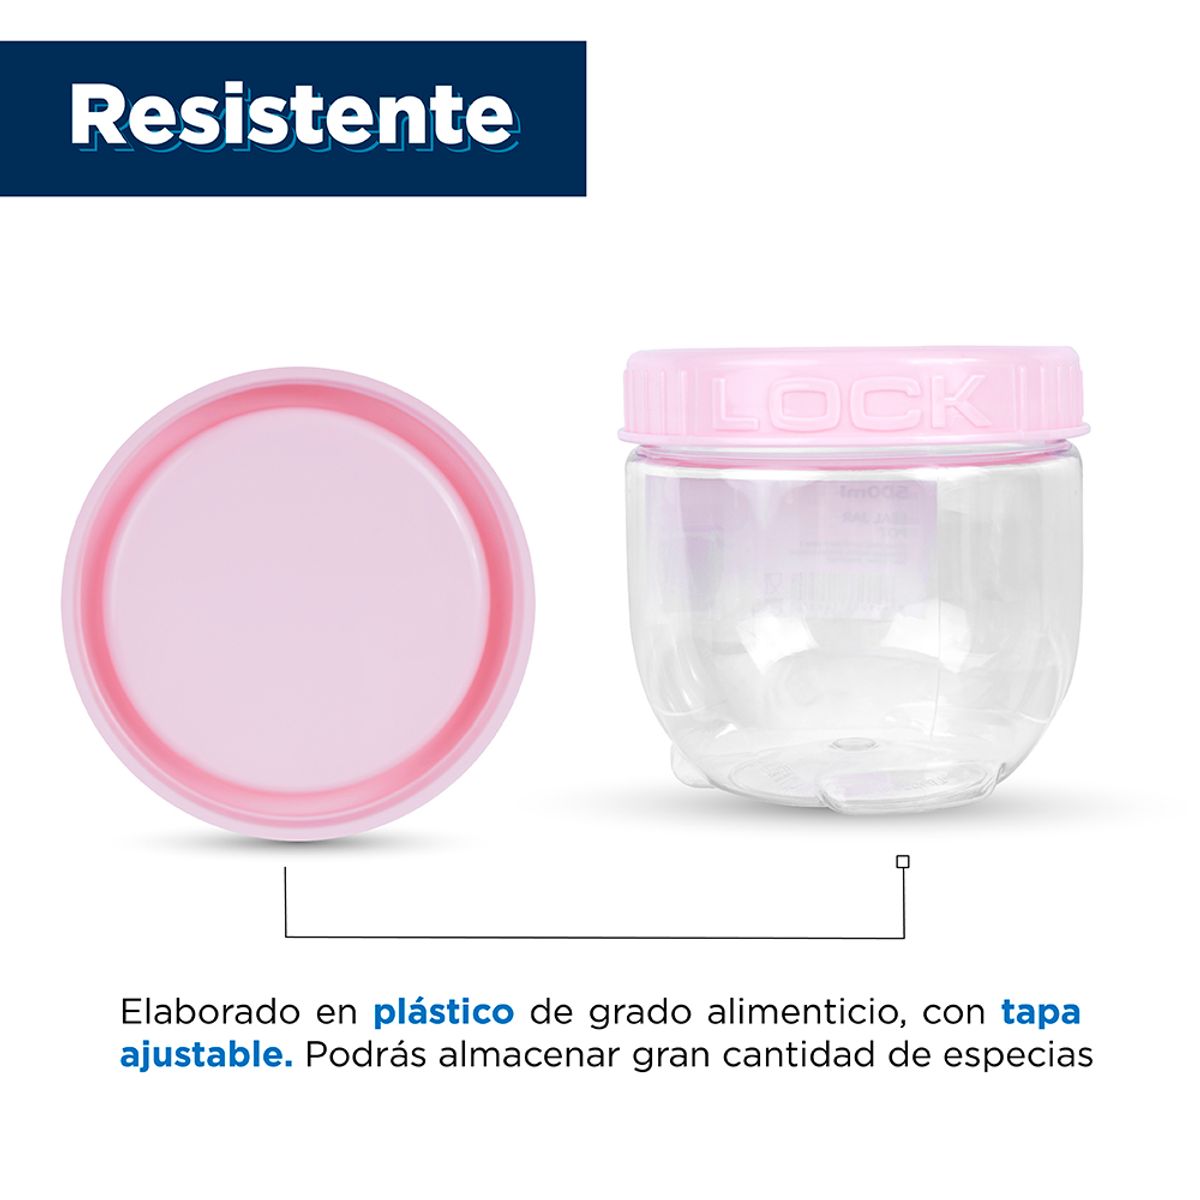 Resistente
LOCK
500ml
Elaborado en plástico de grado alimenticio, con tapa
ajustable. Podrás almacenar gran cantidad de especias